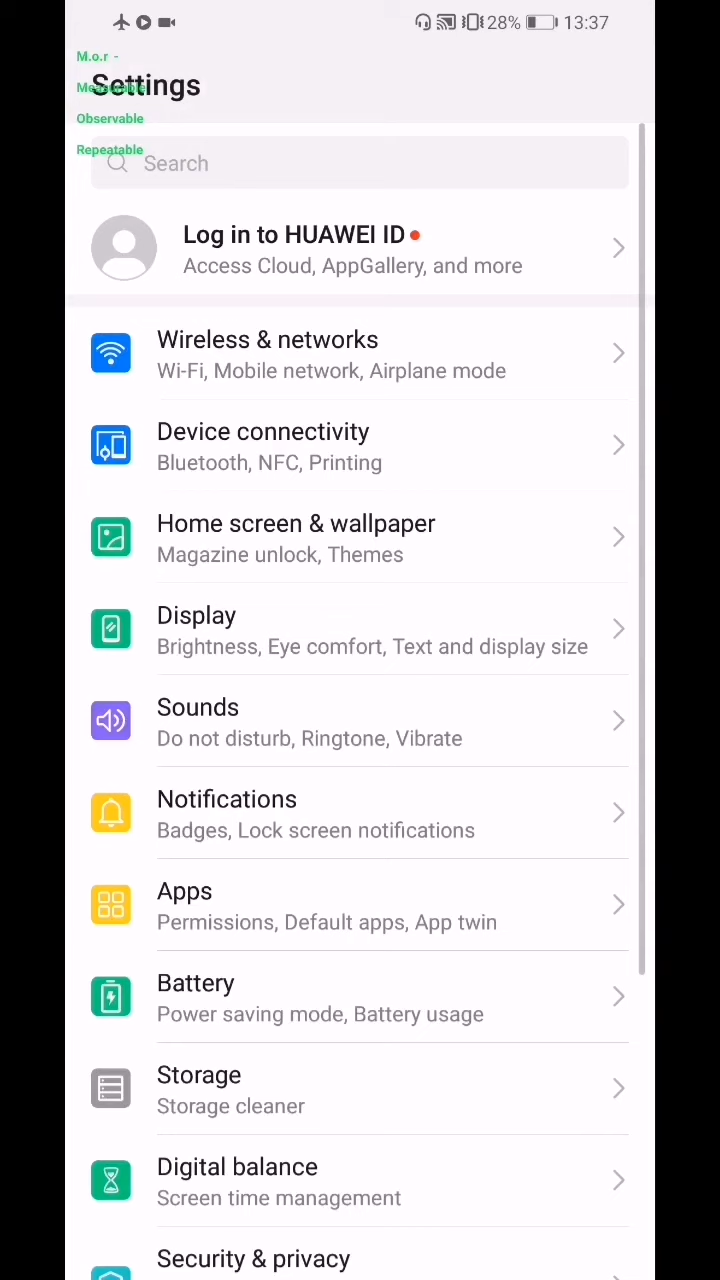 28% 13:37
M.o.r -
Settings
Measurable
Observable
Repeatable
Search
Log in to HUAWEI ID
Access Cloud, AppGallery, and more
Wireless & networks
Wi-Fi, Mobile network, Airplane mode
Device connectivity
Bluetooth, NFC, Printing
Home screen & wallpaper
Magazine unlock, Themes
Display
Brightness, Eye comfort, Text and display size
Sounds
Do not disturb, Ringtone, Vibrate
Notifications
Badges, Lock screen notifications
Apps
Permissions, Default apps, App twin
Battery
Power saving mode, Battery usage
Storage
Storage cleaner
Digital balance
Screen time management
Security & privacy